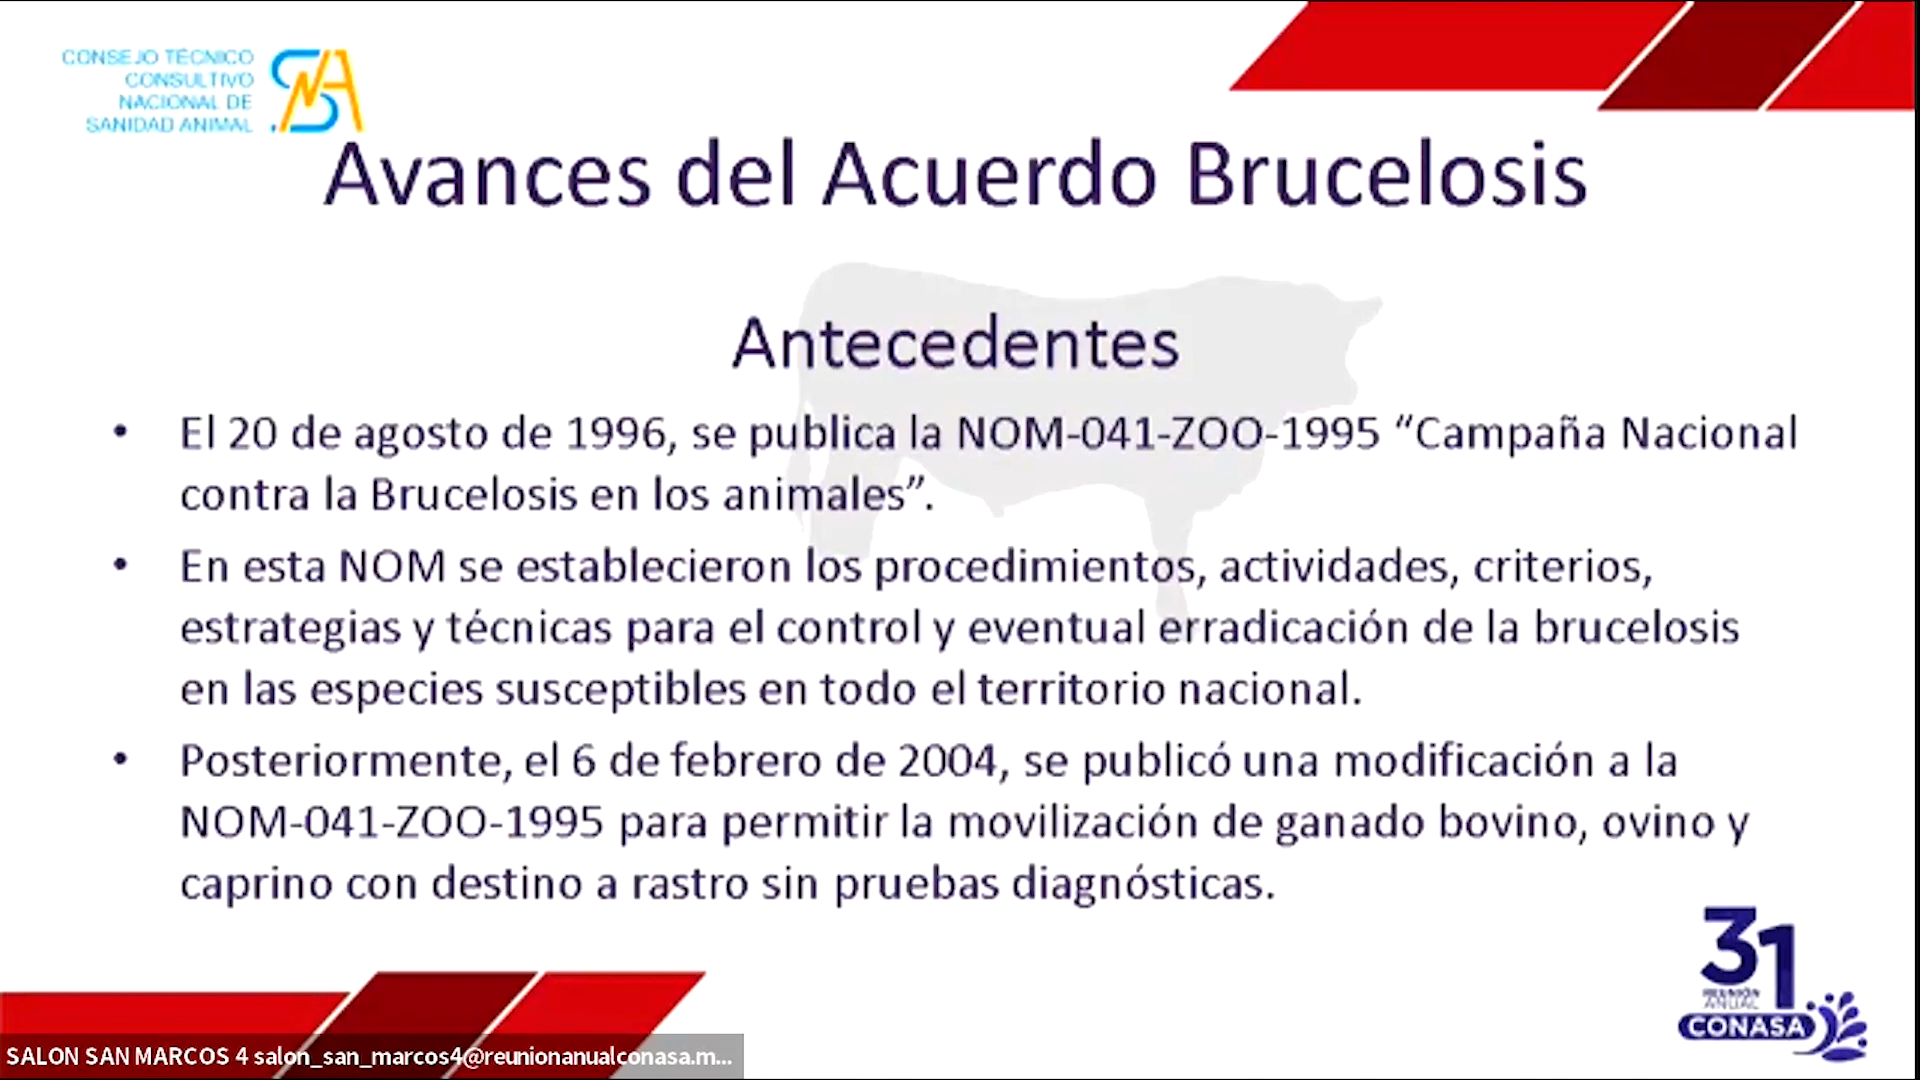 CONSEJO TÉCNICO
CONSULTIVO
NACIONAL DE
SANIDAD ANIMAL
Avances del Acuerdo Brucelosis
Antecedentes
• El 20 de agosto de 1996, se publica la NOM-041-ZOO-1995 “Campaña Nacional
contra la Brucelosis en los animales”.
• En esta NOM se establecieron los procedimientos, actividades, criterios,
estrategias y técnicas para el control y eventual erradicación de la brucelosis
en las especies susceptibles en todo el territorio nacional.
• Posteriormente, el 6 de febrero de 2004, se publicó una modificación a la
NOM-041-ZOO-1995 para permitir la movilización de ganado bovino, ovino y
caprino con destino a rastro sin pruebas diagnósticas.
31
REUNIÓN
ANUAL
CONASA
SALON SAN MARCOS 4 salon_san_marcos4@reunionanualconasa.m...